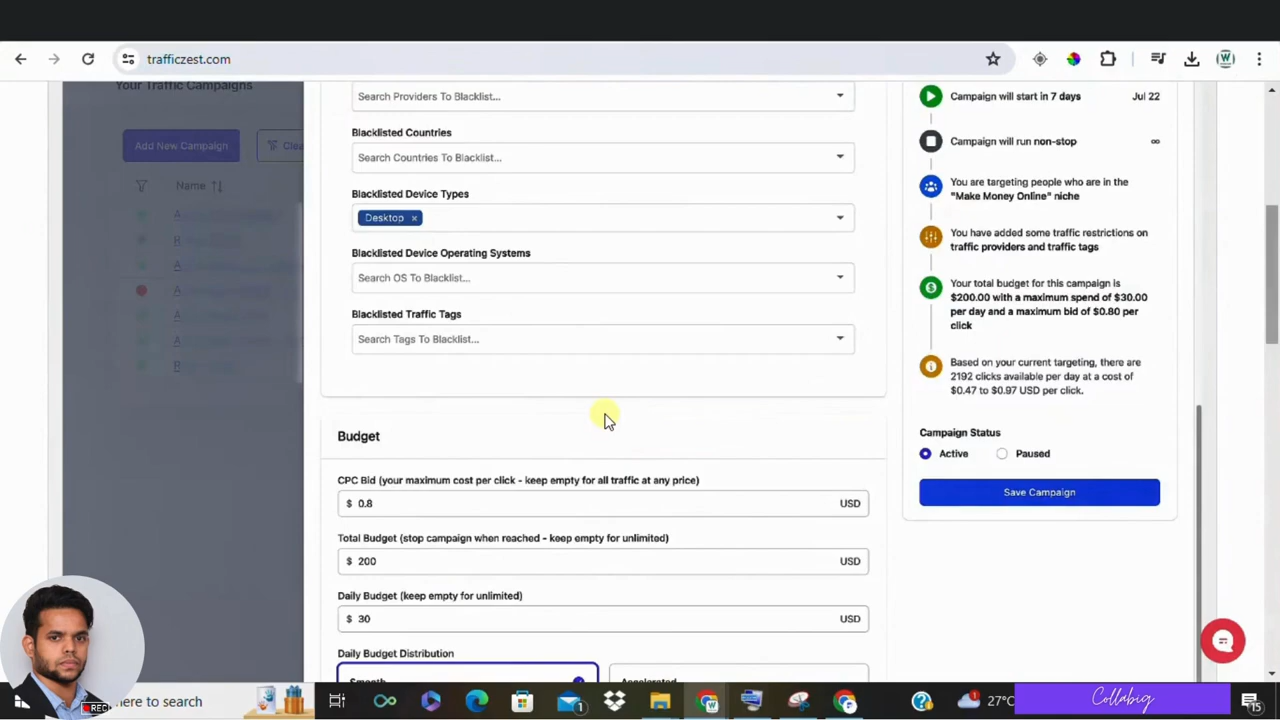 trafficzest.com
Your Traffic Campaigns
Search Providers To Blacklist...
Campaign will start in 7 days Jul 22
Blacklisted Countries
Add New Campaign
Clea
Search Countries To Blacklist...
Campaign will run non-stop ∞
Name
Blacklisted Device Types
Desktop ×
You are targeting people who are in the
"Make Money Online" niche
A
R
A
A
A
A
R
Blacklisted Device Operating Systems
Search OS To Blacklist...
You have added some traffic restrictions on
traffic providers and traffic tags
Blacklisted Traffic Tags
Search Tags To Blacklist...
Your total budget for this campaign is
$200.00 with a maximum spend of $30.00
per day and a maximum bid of $0.80 per
click
Based on your current targeting, there are
2192 clicks available per day at a cost of
$0.47 to $0.97 USD per click.
Budget
Campaign Status
Active Paused
CPC Bid (your maximum cost per click - keep empty for all traffic at any price)
$ 0.8 USD
Save Campaign
Total Budget (stop campaign when reached - keep empty for unlimited)
$ 200 USD
Daily Budget (keep empty for unlimited)
$ 30 USD
Daily Budget Distribution
Smooth Accelerated
REC
here to search
1
27°C
Collabig
15